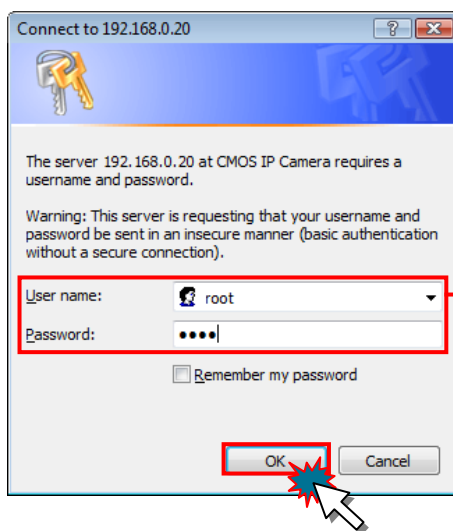 Connect to 192.168.0.20
The server 192.168.0.20 at CMOS IP Camera requires a
username and password.
Warning: This server is requesting that your username and
password be sent in an insecure manner (basic authentication
without a secure connection).
User name:
root
Password:
••••
Remember my password
OK
Cancel